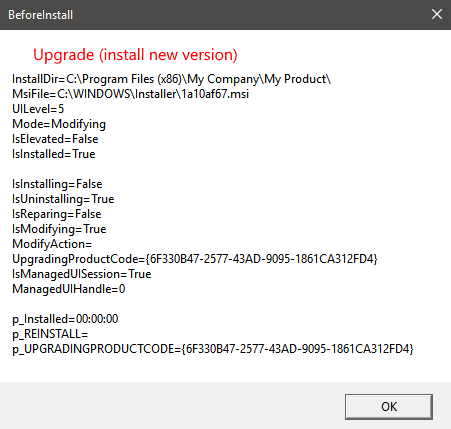 BeforeInstall
Upgrade (install new version)
InstallDir=C:\Program Files (x86)\My Company\My Product\
MsiFile=C:\WINDOWS\Installer\1a10af67.msi
UILevel=5
Mode=Modifying
IsElevated=False
IsInstalled=True
IsInstalling=False
IsUninstalling=True
IsReparing=False
IsModifying=True
ModifyAction=
UpgradingProductCode={6F330B47-2577-43AD-9095-1861CA312FD4}
IsManagedUISession=True
ManagedUIHandle=0
p_Installed=00:00:00
p_REINSTALL=
p_UPGRADINGPRODUCTCODE={6F330B47-2577-43AD-9095-1861CA312FD4}
OK